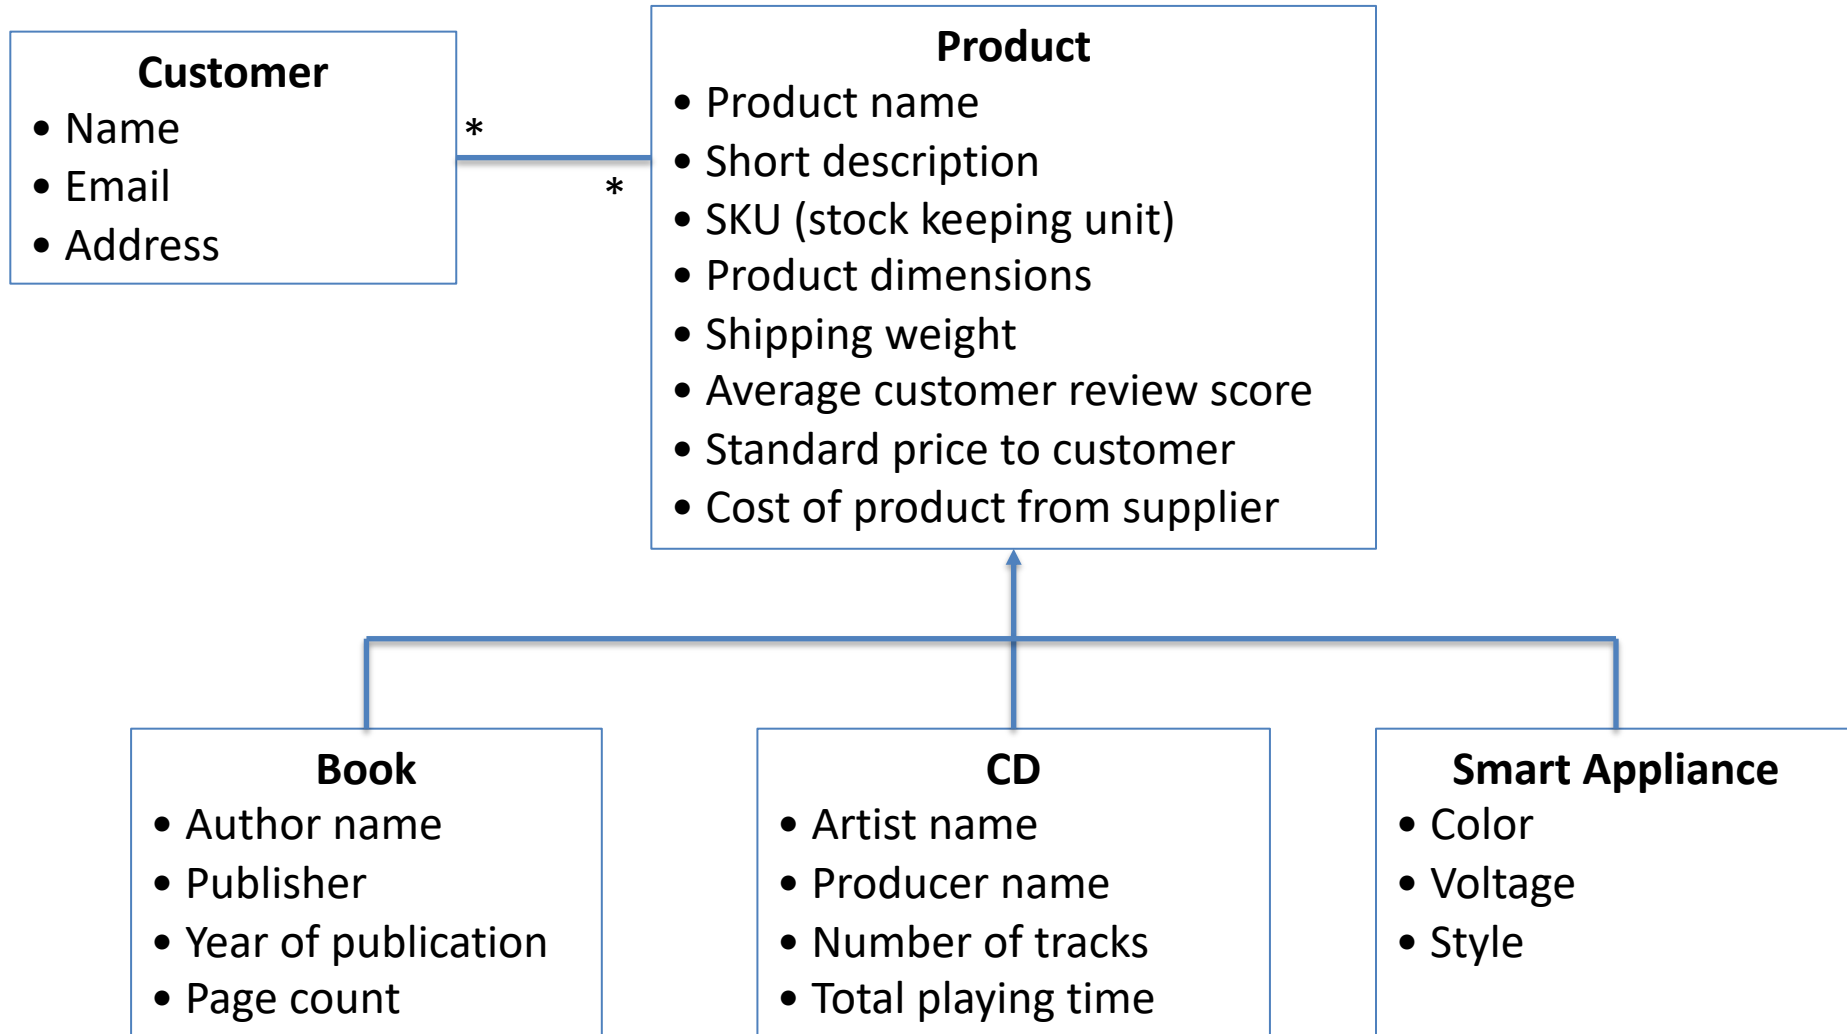 Customer
• Name
• Email
• Address
*
*
Product
• Product name
• Short description
• SKU (stock keeping unit)
• Product dimensions
• Shipping weight
• Average customer review score
• Standard price to customer
• Cost of product from supplier
Book
• Author name
• Publisher
• Year of publication
• Page count
CD
• Artist name
• Producer name
• Number of tracks
• Total playing time
Smart Appliance
• Color
• Voltage
• Style